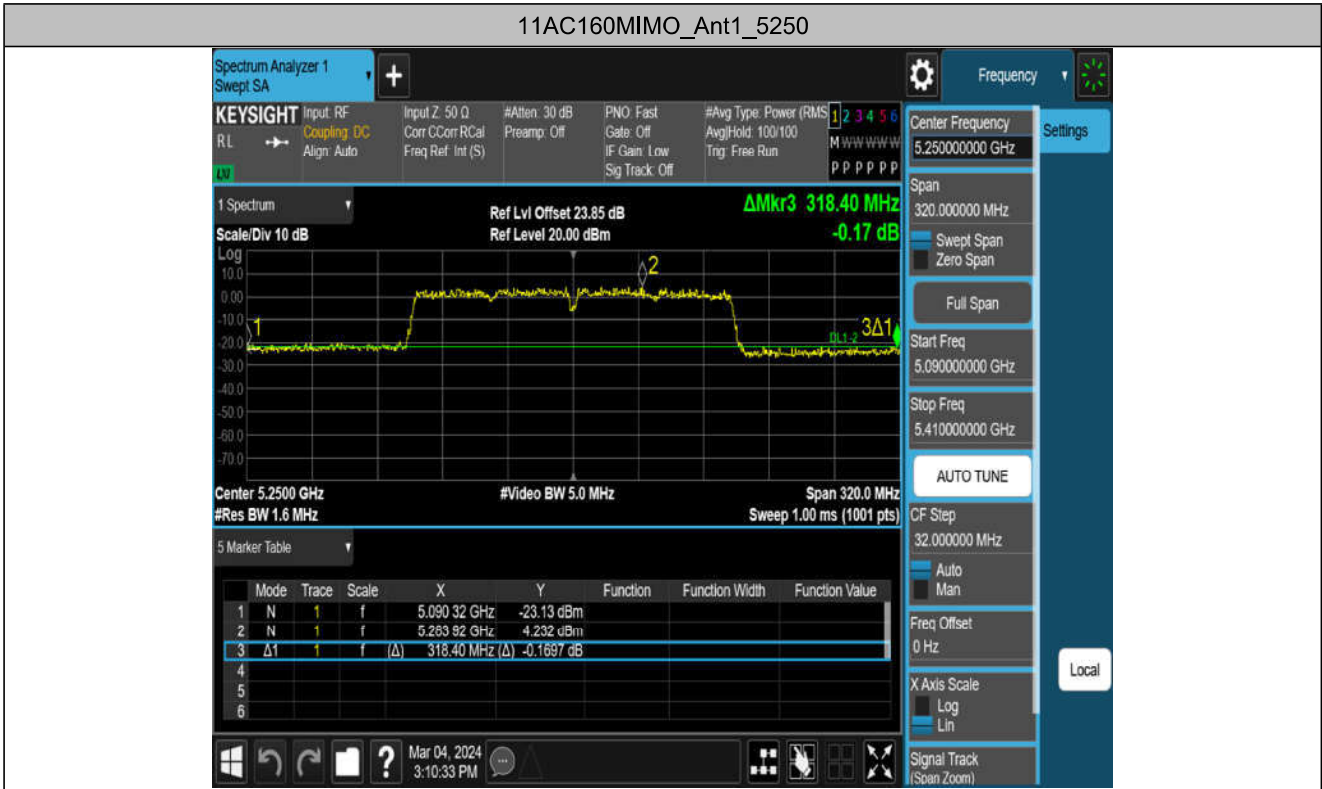 11AC160MIMO_Ant1_5250
Spectrum Analyzer 1
Swept SA
+
Frequency
KEYSIGHT
RL
Input: RF
Coupling: DC
Align: Auto
Input Z: 50 Ω
Corr CCorr RCal
Freq Ref: Int (S)
#Atten: 30 dB
Preamp: Off
PNO: Fast
Gate: Off
IF Gain: Low
Sig Track: Off
#Avg Type: Power (RMS
Avg|Hold: 100/100
Trig: Free Run
1 2 3 4 5 6
M W W W W W
P P P P P P
1 Spectrum
Scale/Div 10 dB
Ref Lvl Offset 23.85 dB
Ref Level 20.00 dBm
ΔMkr3 318.40 MHz
-0.17 dB
Log
10.0
0.00
-10.0
-20.0
-30.0
-40.0
-50.0
-60.0
-70.0
1
2
3Δ1
Center 5.2500 GHz
#Res BW 1.6 MHz
#Video BW 5.0 MHz
Span 320.0 MHz
Sweep 1.00 ms (1001 pts)
5 Marker Table
Mode Trace Scale X Y Function Function Width Function Value
1 N 1 f 5.090 32 GHz -23.13 dBm
2 N 1 f 5.283 92 GHz 4.232 dBm
3 Δ1 1 f (Δ) 318.40 MHz (Δ) -0.1697 dB
4
5
6
Mar 04, 2024
3:10:33 PM
?
Center Frequency
5.250000000 GHz
Settings
Span
320.000000 MHz
Swept Span
Zero Span
Full Span
Start Freq
5.090000000 GHz
Stop Freq
5.410000000 GHz
AUTO TUNE
CF Step
32.000000 MHz
Auto
Man
Freq Offset
0 Hz
Local
X Axis Scale
Log
Lin
Signal Track
(Span Zoom)